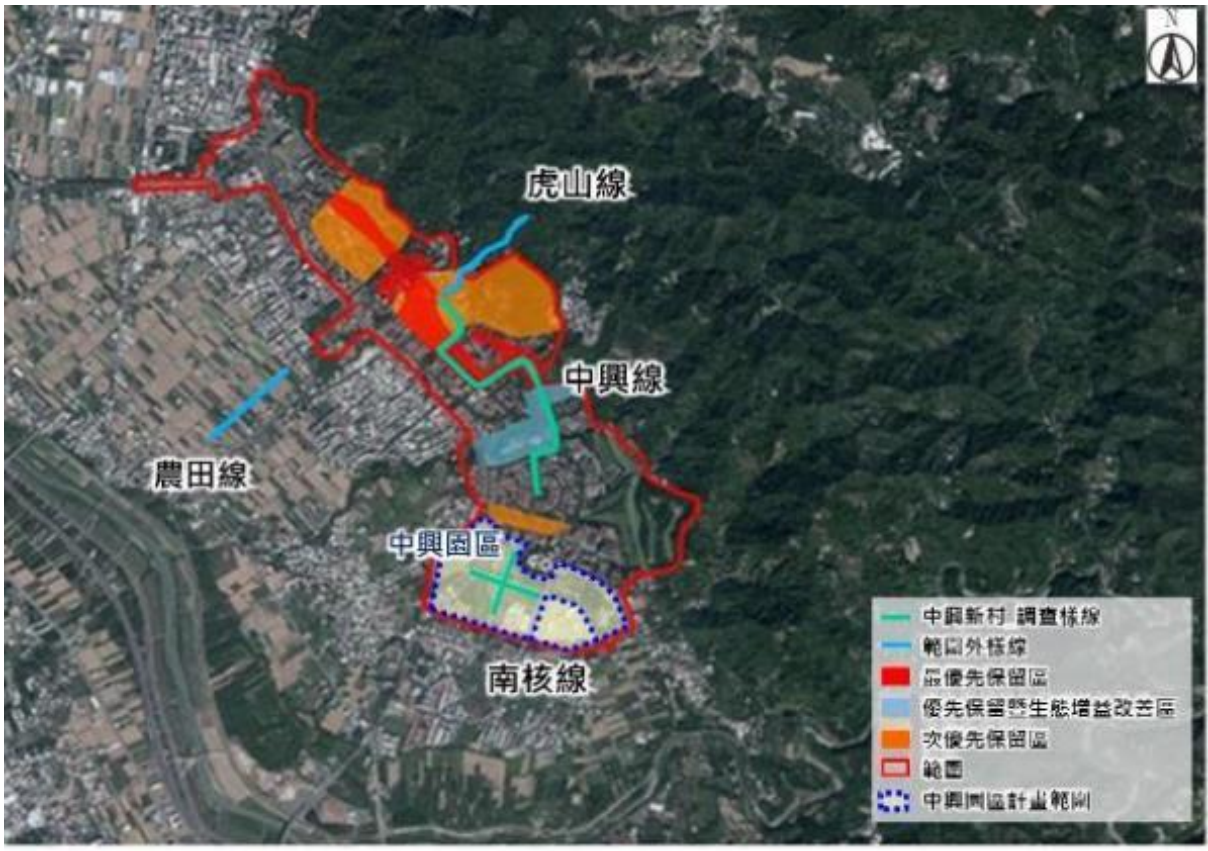 N
虎山線
中興線
農田線
中興園區
南核線
中興新村 調查樣線
範圍外樣線
最優先保留區
優先保留暨生態增益改善區
次優先保留區
範圍
中興園區計畫範圍